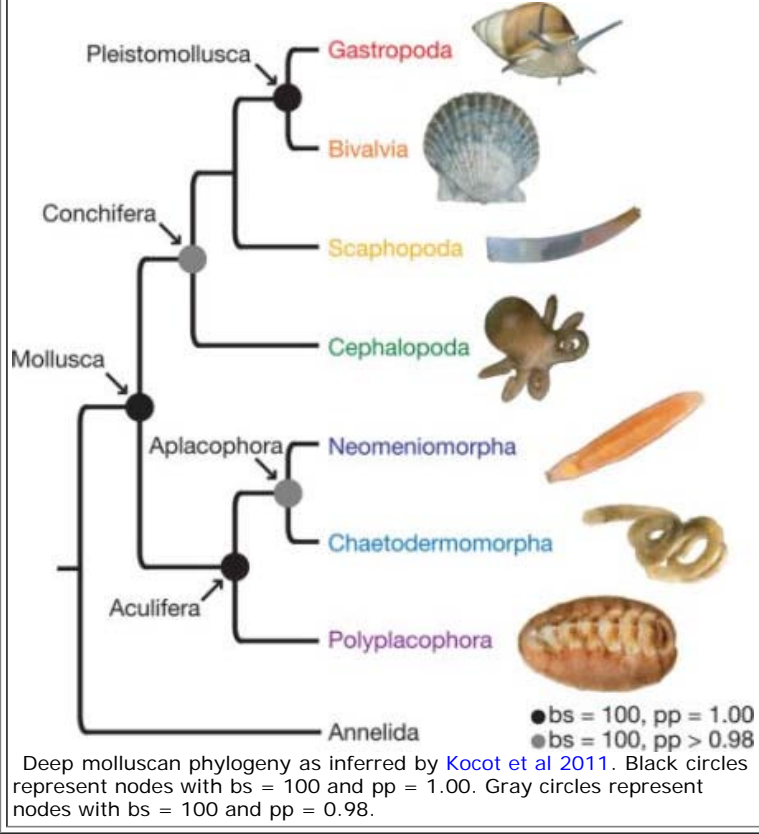 Pleistomollusca
Gastropoda
Bivalvia
Conchifera
Scaphopoda
Cephalopoda
Mollusca
Aplacophora
Neomeniomorpha
Chaetodermomorpha
Aculifera
Polyplacophora
bs = 100, pp = 1.00
Annelida
bs = 100, pp > 0.98
Deep molluscan phylogeny as inferred by Kocot et al 2011. Black circles
represent nodes with bs = 100 and pp = 1.00. Gray circles represent
nodes with bs = 100 and pp = 0.98.